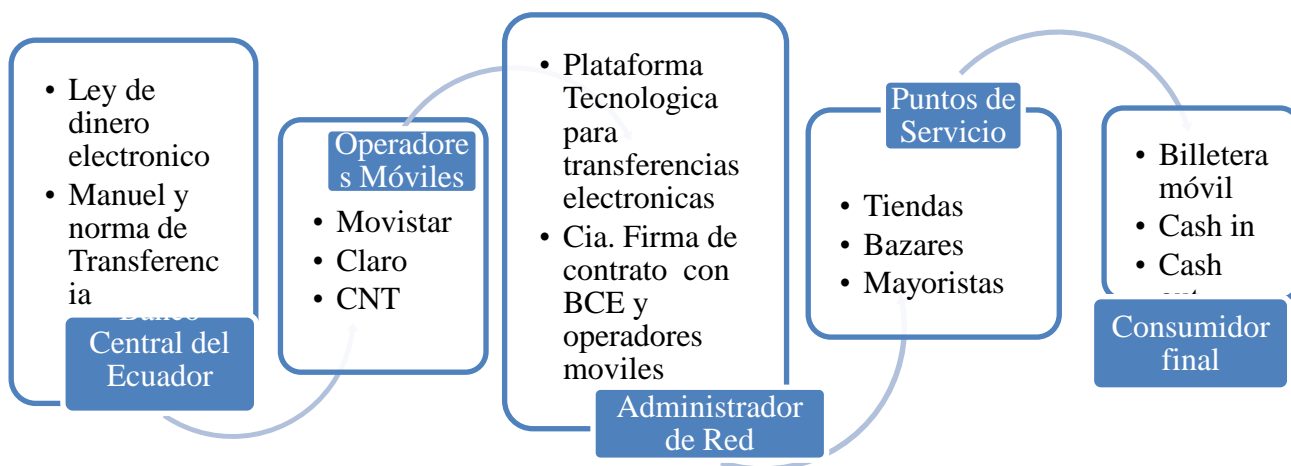 • Ley de
dinero
electronico
• Manuel y
norma de
Transferenc
ia
Banco
Central del
Ecuador
Operadore
s Móviles
• Movistar
• Claro
• CNT
• Plataforma
Tecnologica
para
transferencias
electronicas
• Cia. Firma de
contrato con
BCE y
operadores
moviles
Administrador
de Red
Puntos de
Servicio
• Tiendas
• Bazares
• Mayoristas
• Billetera
móvil
• Cash in
• Cash
out
Consumidor
final